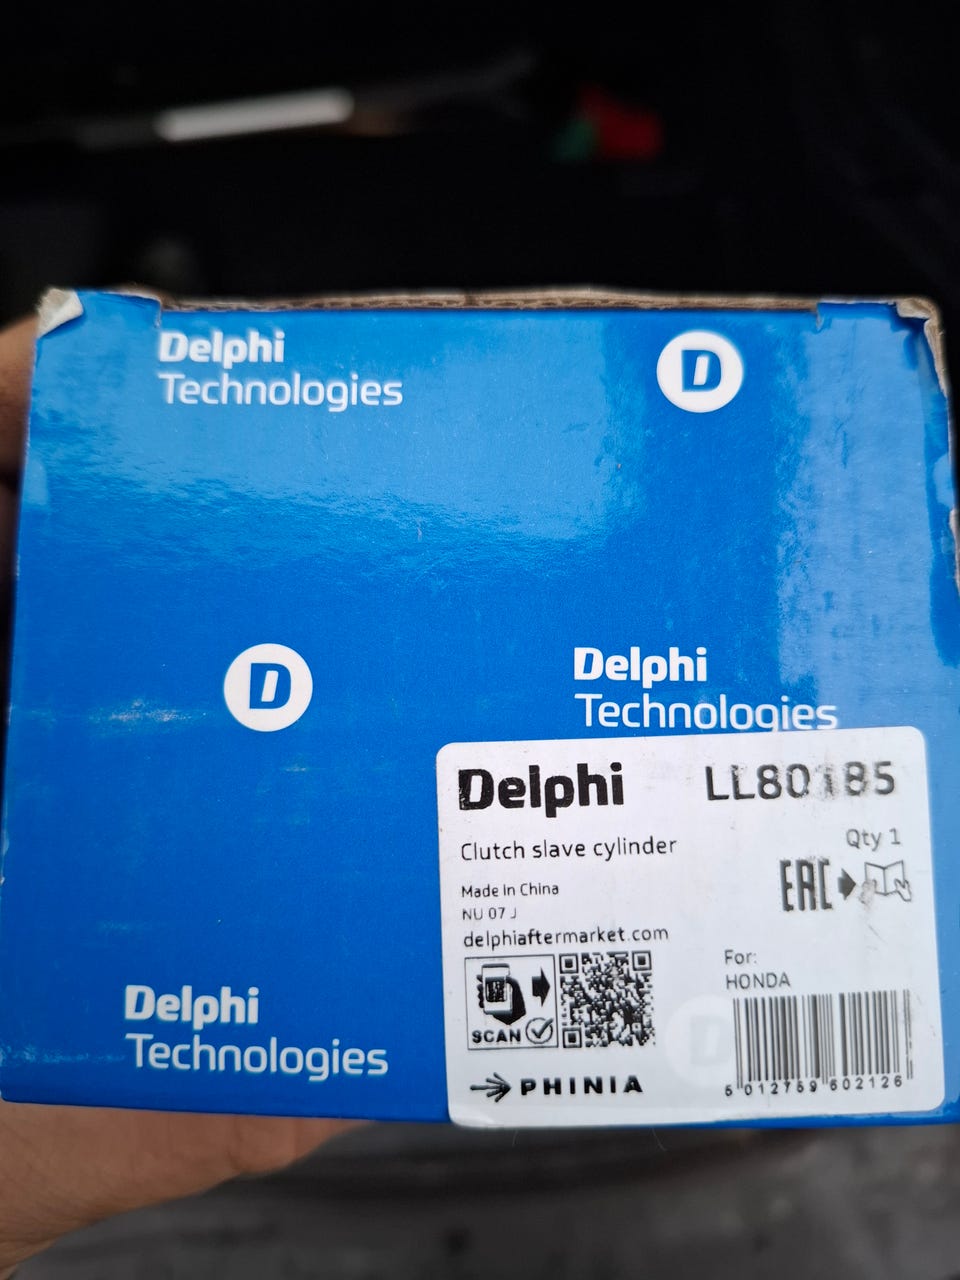 Delphi
Technologies
D
D
Delphi
Technologies
Delphi LL80185
Clutch slave cylinder
Qty 1
EAC
Made in China
NU 07 J
delphiaftermarket.com
For:
HONDA
SCAN
PHINIA
5 012759 602126
Delphi
Technologies